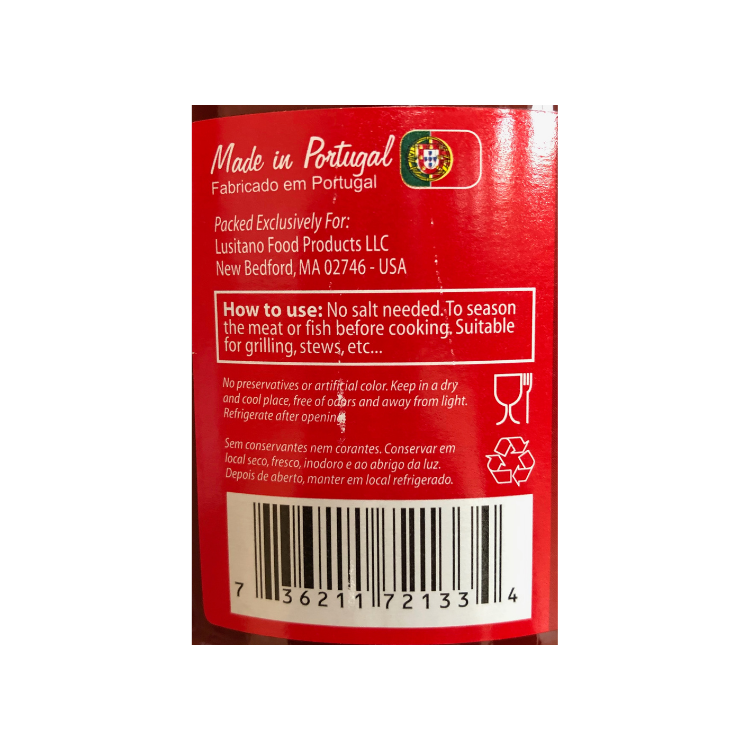 Made in Portugal
Fabricado em Portugal
Packed Exclusively For:
Lusitano Food Products LLC
New Bedford, MA 02746 - USA
How to use: No salt needed. To season
the meat or fish before cooking. Suitable
for grilling, stews, etc...
No preservatives or artificial color. Keep in a dry
and cool place, free of odors and away from light.
Refrigerate after opening.
Sem conservantes nem corantes. Conservar em
local seco, fresco, inodoro e ao abrigo da luz.
Depois de aberto, manter em local refrigerado.
7 36211 72133 4